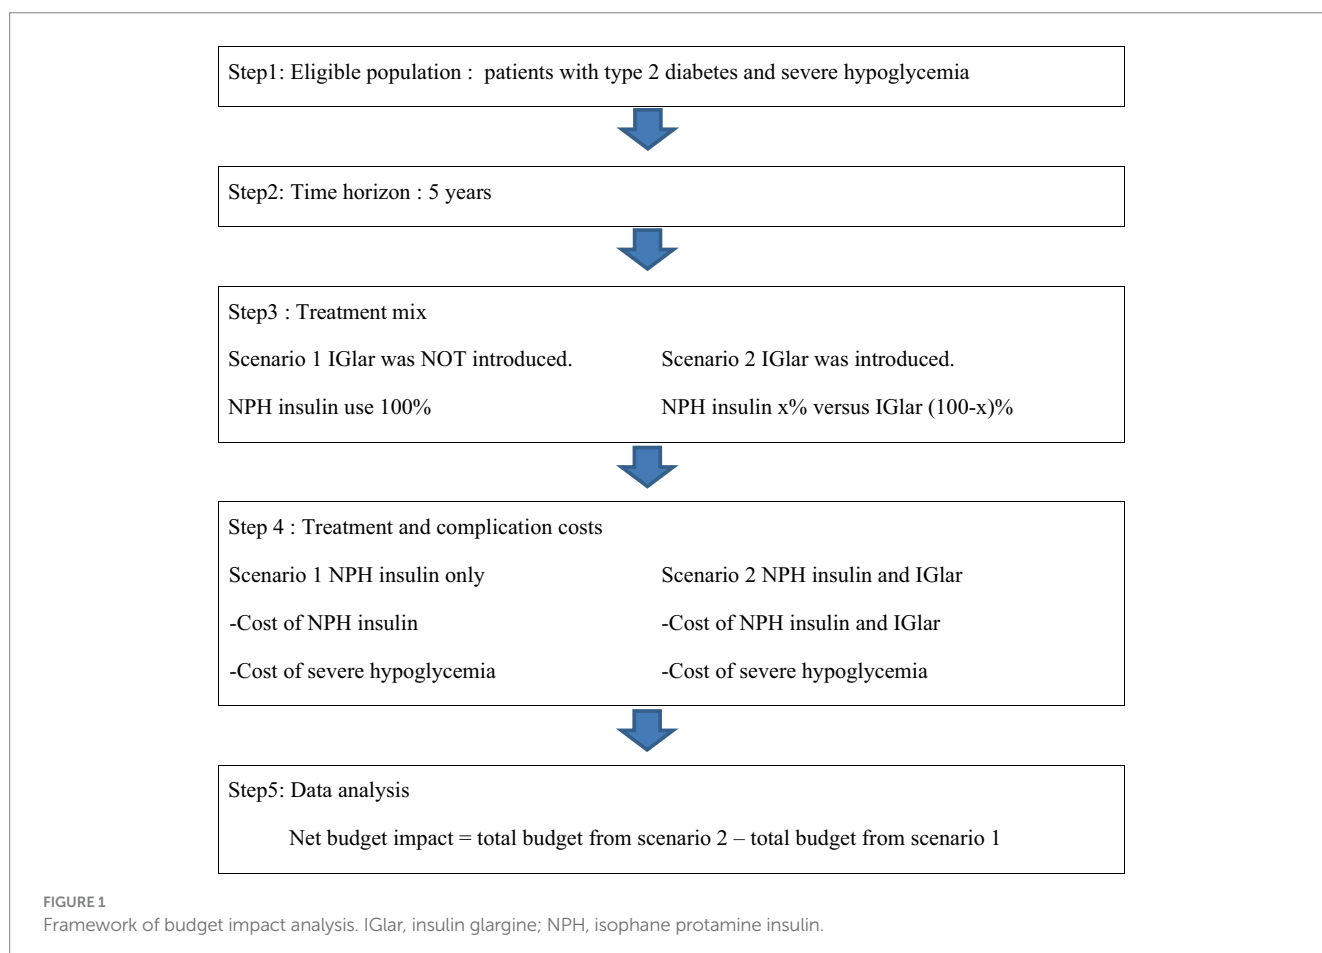 Step1: Eligible population : patients with type 2 diabetes and severe hypoglycemia
Step2: Time horizon : 5 years
Step3 : Treatment mix
Scenario 1 IGlar was NOT introduced.
Scenario 2 IGlar was introduced.
NPH insulin use 100%
NPH insulin x% versus IGlar (100-x)%
Step 4 : Treatment and complication costs
Scenario 1 NPH insulin only
Scenario 2 NPH insulin and IGlar
-Cost of NPH insulin
-Cost of NPH insulin and IGlar
-Cost of severe hypoglycemia
-Cost of severe hypoglycemia
Step5: Data analysis
Net budget impact = total budget from scenario 2 – total budget from scenario 1
FIGURE 1
Framework of budget impact analysis. IGlar, insulin glargine; NPH, isophane protamine insulin.